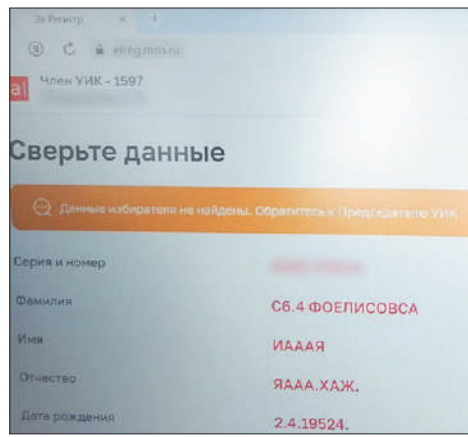 Эл Регистр × +
Я elreg.mos.ru
Член УИК - 1597
Сверьте данные
Данные избирателя не найдены. Обратитесь к Председателю УИК.
Серия и номер
Фамилия С6.4 ФОЕЛИСОВСА
Имя ИАААЯ
Отчество ЯААА.ХАЖ.
Дата рождения 2.4.19524.